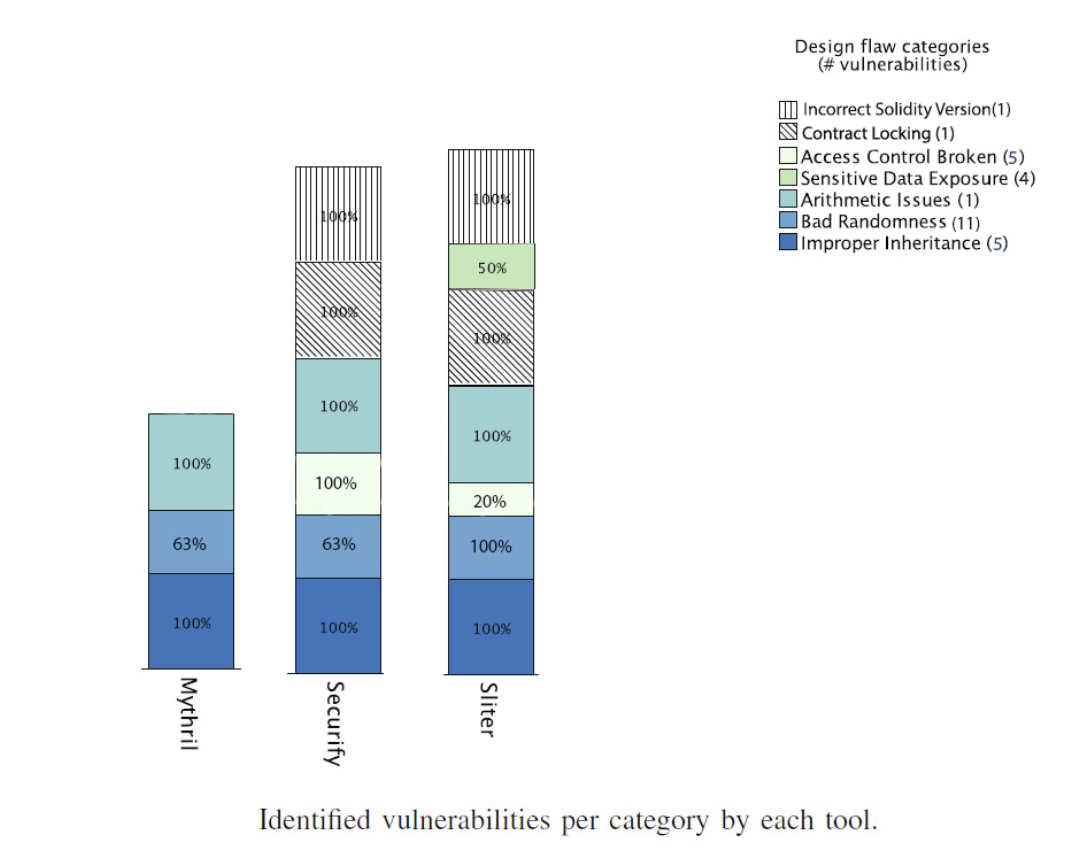 Design flaw categories
(# vulnerabilities)
Incorrect Solidity Version(1)
Contract Locking (1)
Access Control Broken (5)
Sensitive Data Exposure (4)
Arithmetic Issues (1)
Bad Randomness (11)
Improper Inheritance (5)
100%
63%
100%
Mythril
100%
100%
100%
100%
63%
100%
Securify
100%
50%
100%
100%
20%
100%
100%
Sliter
Identified vulnerabilities per category by each tool.